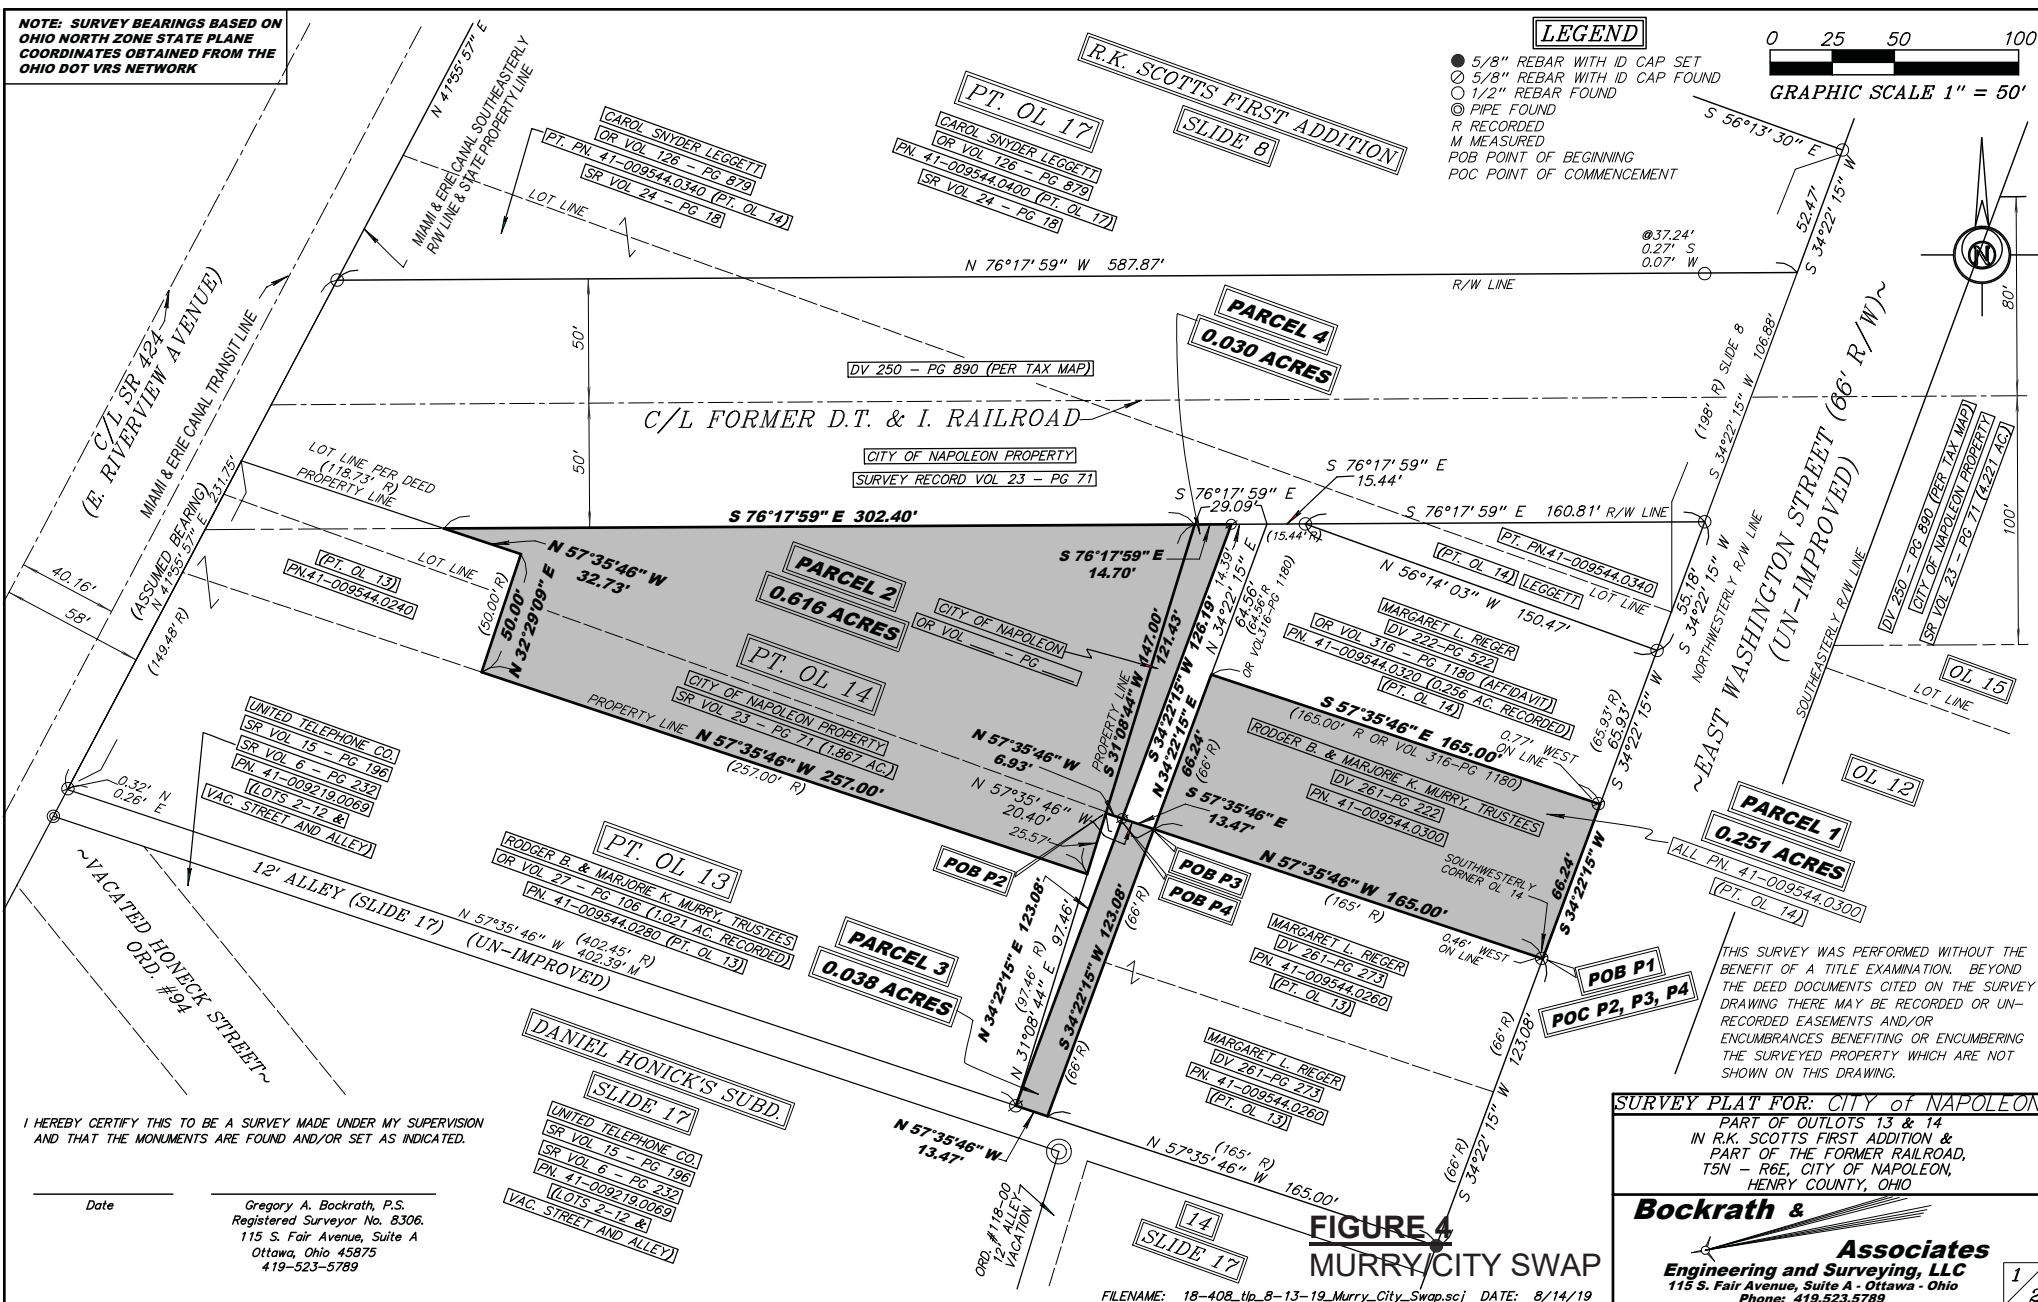 NOTE: SURVEY BEARINGS BASED ON
OHIO NORTH ZONE STATE PLANE
COORDINATES OBTAINED FROM THE
OHIO DOT VRS NETWORK
N 41°55'57" E
MIAMI & ERIE CANAL SOUTHEASTERLY
R/W LINE & STATE PROPERTY LINE
CAROL SNYDER LEGGETT
OR VOL 126 - PG 879
PT. PN. 41-009544.0340 (PT. OL 14)
SR VOL 24 - PG 18
LOT LINE
PT. OL 17
CAROL SNYDER LEGGETT
OR VOL 126 - PG 879
PN. 41-009544.0400 (PT. OL 17)
SR VOL 24 - PG 18
R.K. SCOTTS FIRST ADDITION
SLIDE 8
LEGEND
5/8" REBAR WITH ID CAP SET
5/8" REBAR WITH ID CAP FOUND
1/2" REBAR FOUND
PIPE FOUND
R RECORDED
M MEASURED
POB POINT OF BEGINNING
POC POINT OF COMMENCEMENT
0 25 50 100
GRAPHIC SCALE 1" = 50'
S 56°13'30" E
52.47'
S 34°22'15" W
@37.24'
0.27' S
0.07' W
N
80'
N 76°17'59" W 587.87'
R/W LINE
C/L SR 424
(E. RIVERVIEW AVENUE)
MIAMI & ERIE CANAL TRANSIT LINE
50'
50'
PARCEL 4
0.030 ACRES
DV 250 - PG 890 (PER TAX MAP)
C/L FORMER D.T. & I. RAILROAD
CITY OF NAPOLEON PROPERTY
SURVEY RECORD VOL 23 - PG 71
(198' R) SLIDE 8
S 34°22'15" W 106.88'
~EAST WASHINGTON STREET (66' R/W)~
(UN-IMPROVED)
DV 250 - PG 890 (PER TAX MAP)
CITY OF NAPOLEON PROPERTY
SR VOL 23 - PG 71 (4.221 AC.)
100'
LOT LINE PER DEED
(118.73' R)
PROPERTY LINE
231.75'
(ASSUMED BEARING)
N 41°55'57" E
(149.48' R)
S 76°17'59" E
15.44'
S 76°17'59" E
29.09'
(15.44' R)
S 76°17'59" E 160.81' R/W LINE
S 76°17'59" E 302.40'
S 76°17'59" E
14.70'
N 57°35'46" W
32.73'
LOT LINE
(PT. OL 13)
PN.41-009544.0240
(50.00' R)
50.00'
N 32°29'09" E
40.16'
58'
PARCEL 2
0.616 ACRES
CITY OF NAPOLEON
OR VOL ___ - PG ___
PT. OL 14
CITY OF NAPOLEON PROPERTY
SR VOL 23 - PG 71 (1.867 AC.)
PROPERTY LINE
N 57°35'46" W 257.00'
(257.00' R)
PROPERTY LINE
S 31°08'44" W 147.00'
121.43'
S 34°22'15" W 126.19'
N 34°22'15" E
66.24'
(66' R)
14.39'
N 34°22'15" E
64.56'
(64.56' R
OR VOL316-PG 1180)
PT. PN.41-009544.0340
(PT. OL 14) LEGGETT
LOT LINE
N 56°14'03" W 150.47'
MARGARET L. RIEGER
DV 222-PG 522
OR VOL 316 - PG 1180 (AFFIDAVIT)
PN. 41-009544.0320 (0.256 AC. RECORDED)
(PT. OL 14)
55.18'
S 34°22'15" W
NORTHWESTERLY R/W LINE
SOUTHEASTERLY R/W LINE
OL 15
LOT LINE
OL 12
(65.93' R)
65.93'
S 34°22'15" W
S 57°35'46" E 165.00'
(165.00' R OR VOL 316-PG 1180)
0.77' WEST
ON LINE
RODGER B. & MARJORIE K. MURRY, TRUSTEES
DV 261-PG 222
PN. 41-009544.0300
N 57°35'46" W
6.93'
N 57°35'46" W
20.40'
25.57'
S 57°35'46" E
13.47'
PARCEL 1
0.251 ACRES
ALL PN. 41-009544.0300
(PT. OL 14)
UNITED TELEPHONE CO.
SR VOL 15 - PG 196
SR VOL 6 - PG 232
PN. 41-009219.0069
(LOTS 2-12 &
VAC. STREET AND ALLEY)
0.32' N
0.26' E
POB P2
POB P3
POB P4
N 57°35'46" W 165.00'
(165' R)
SOUTHWESTERLY
CORNER OL 14
66.24'
S 34°22'15" W
0.46' WEST
ON LINE
POB P1
POC P2, P3, P4
PT. OL 13
RODGER B. & MARJORIE K. MURRY, TRUSTEES
OR VOL 27 - PG 106 (1.021 AC. RECORDED)
PN. 41-009544.0280 (PT. OL 13)
~VACATED HONECK STREET~
ORD. #94
12' ALLEY (SLIDE 17) (UN-IMPROVED)
N 57°35'46" W (402.45' R)
402.39' M
PARCEL 3
0.038 ACRES
N 34°22'15" E 123.08'
(97.46' R)
N 31°08'44" E 97.46'
S 34°22'15" W 123.08'
(66' R)
(66' R)
MARGARET L. RIEGER
DV 261-PG 273
PN. 41-009544.0260
(PT. OL 13)
MARGARET L. RIEGER
DV 261-PG 273
PN. 41-009544.0260
(PT. OL 13)
(66' R)
123.08'
S 34°22'15" W
(66' R)
THIS SURVEY WAS PERFORMED WITHOUT THE
BENEFIT OF A TITLE EXAMINATION. BEYOND
THE DEED DOCUMENTS CITED ON THE SURVEY
DRAWING THERE MAY BE RECORDED OR UN-
RECORDED EASEMENTS AND/OR
ENCUMBRANCES BENEFITING OR ENCUMBERING
THE SURVEYED PROPERTY WHICH ARE NOT
SHOWN ON THIS DRAWING.
DANIEL HONICK'S SUBD.
SLIDE 17
UNITED TELEPHONE CO.
SR VOL 15 - PG 196
SR VOL 6 - PG 232
PN. 41-009219.0069
(LOTS 2-12 &
VAC. STREET AND ALLEY)
N 57°35'46" W
13.47'
(165' R)
N 57°35'46" W 165.00'
ORD. #118-00
12' ALLEY
VACATION
14
SLIDE 17
I HEREBY CERTIFY THIS TO BE A SURVEY MADE UNDER MY SUPERVISION
AND THAT THE MONUMENTS ARE FOUND AND/OR SET AS INDICATED.
Date
Gregory A. Bockrath, P.S.
Registered Surveyor No. 8306.
115 S. Fair Avenue, Suite A
Ottawa, Ohio 45875
419-523-5789
FIGURE 4
MURRY/CITY SWAP
FILENAME: 18-408_tlp_8-13-19_Murry_City_Swap.scj DATE: 8/14/19
SURVEY PLAT FOR: CITY of NAPOLEON
PART OF OUTLOTS 13 & 14
IN R.K. SCOTTS FIRST ADDITION &
PART OF THE FORMER RAILROAD,
T5N - R6E, CITY OF NAPOLEON,
HENRY COUNTY, OHIO
Bockrath &
Associates
Engineering and Surveying, LLC
115 S. Fair Avenue, Suite A - Ottawa - Ohio
Phone: 419.523.5789
1/2